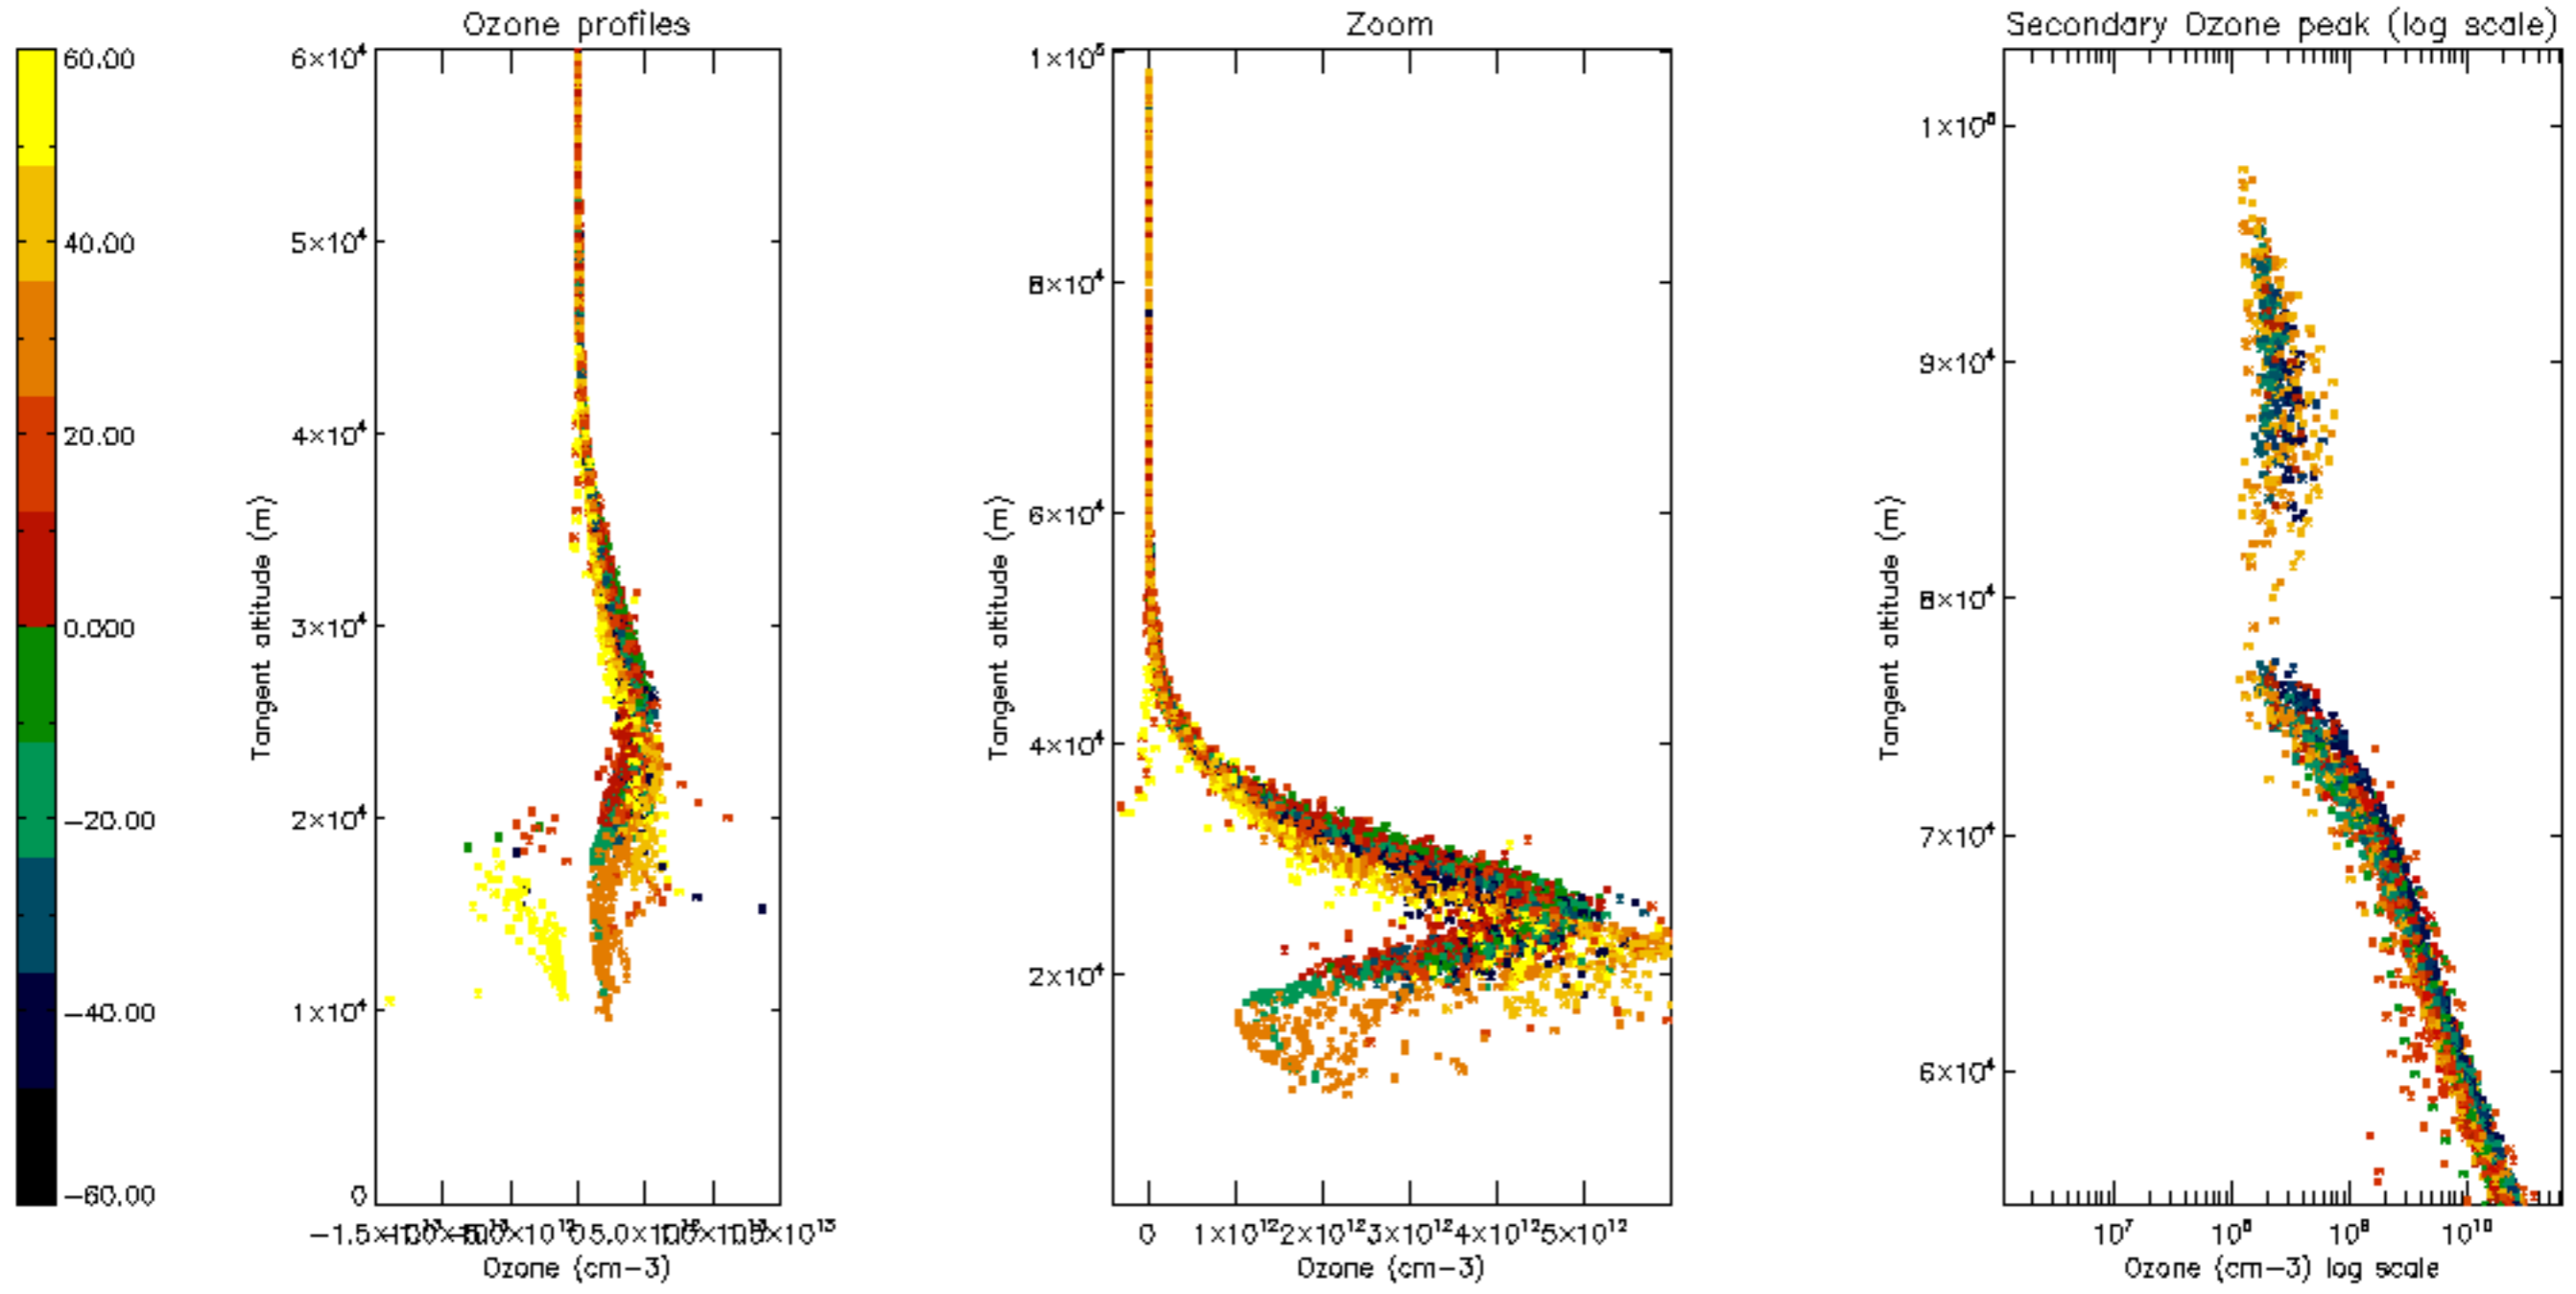 Ozone profiles
Zoom
Secondary Ozone peak (log scale)
60.00
40.00
20.00
0.000
−20.00
−40.00
−60.00
6×10⁴
5×10⁴
4×10⁴
3×10⁴
2×10⁴
1×10⁴
0
Tangent altitude (m)
Ozone (cm−3)
1×10⁵
8×10⁴
6×10⁴
4×10⁴
2×10⁴
Tangent altitude (m)
0 1×10¹² 2×10¹² 3×10¹² 4×10¹² 5×10¹²
Ozone (cm−3)
1×10⁵
9×10⁴
8×10⁴
7×10⁴
6×10⁴
Tangent altitude (m)
10⁷ 10⁸ 10⁹ 10¹⁰
Ozone (cm−3) log scale